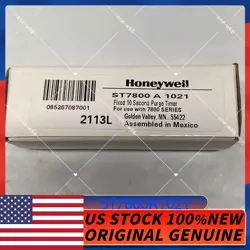 Honeywell
ST7800 A 1021
Fixed 10 Second Purge Timer
For use with 7800 SERIES
085267087001
Golden Valley, MN., 55422
2113L
Assembled in Mexico
ST7800A1021
US STOCK 100%NEW
ORIGINAL GENUINE